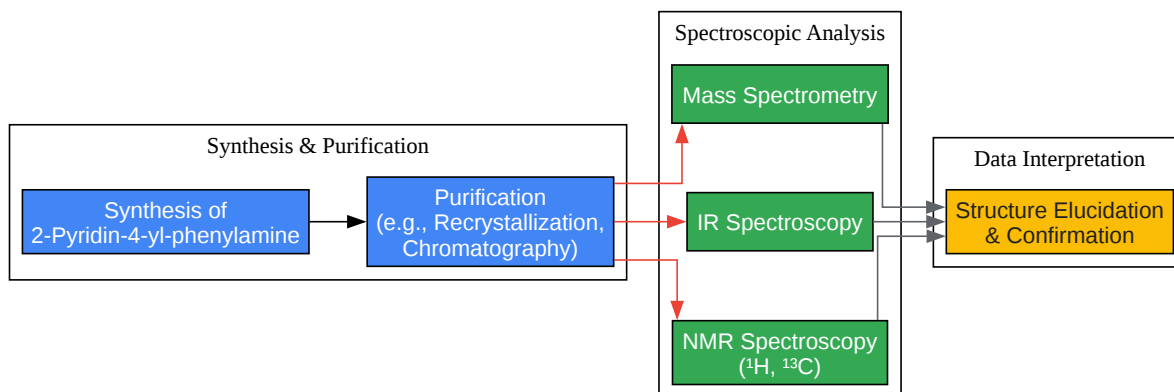 Synthesis & Purification
Synthesis of
2-Pyridin-4-yl-phenylamine
Purification
(e.g., Recrystallization,
Chromatography)
Spectroscopic Analysis
Mass Spectrometry
IR Spectroscopy
NMR Spectroscopy
(¹H, ¹³C)
Data Interpretation
Structure Elucidation
& Confirmation